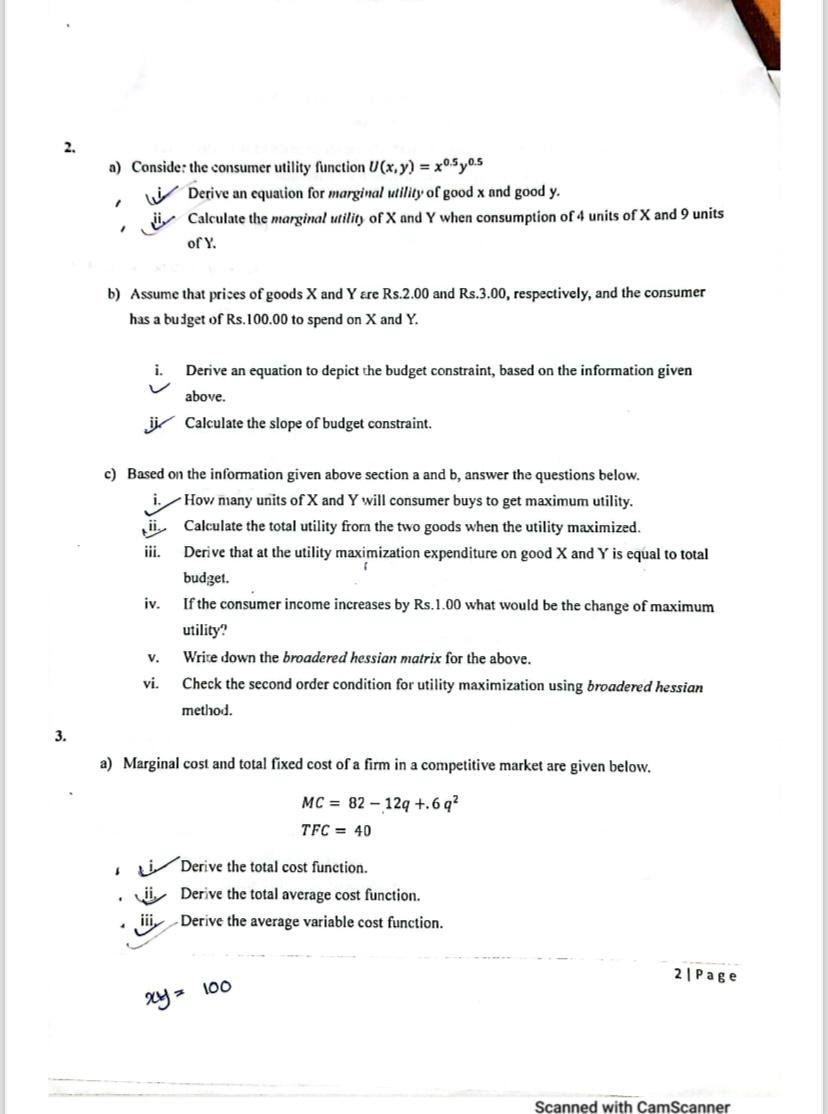 2.
a) Consider the consumer utility function U(x, y) = x^0.5 y^0.5
i. Derive an equation for marginal utility of good x and good y.
ii. Calculate the marginal utility of X and Y when consumption of 4 units of X and 9 units
of Y.
b) Assume that prices of goods X and Y are Rs.2.00 and Rs.3.00, respectively, and the consumer
has a budget of Rs.100.00 to spend on X and Y.
i. Derive an equation to depict the budget constraint, based on the information given
above.
ii. Calculate the slope of budget constraint.
c) Based on the information given above section a and b, answer the questions below.
i. How many units of X and Y will consumer buys to get maximum utility.
ii. Calculate the total utility from the two goods when the utility maximized.
iii. Derive that at the utility maximization expenditure on good X and Y is equal to total
budget.
iv. If the consumer income increases by Rs.1.00 what would be the change of maximum
utility?
v. Write down the broadered hessian matrix for the above.
vi. Check the second order condition for utility maximization using broadered hessian
method.
3.
a) Marginal cost and total fixed cost of a firm in a competitive market are given below.
MC = 82 – 12q +.6 q²
TFC = 40
i. Derive the total cost function.
ii. Derive the total average cost function.
iii. Derive the average variable cost function.
2 | Page
xy = 100
Scanned with CamScanner